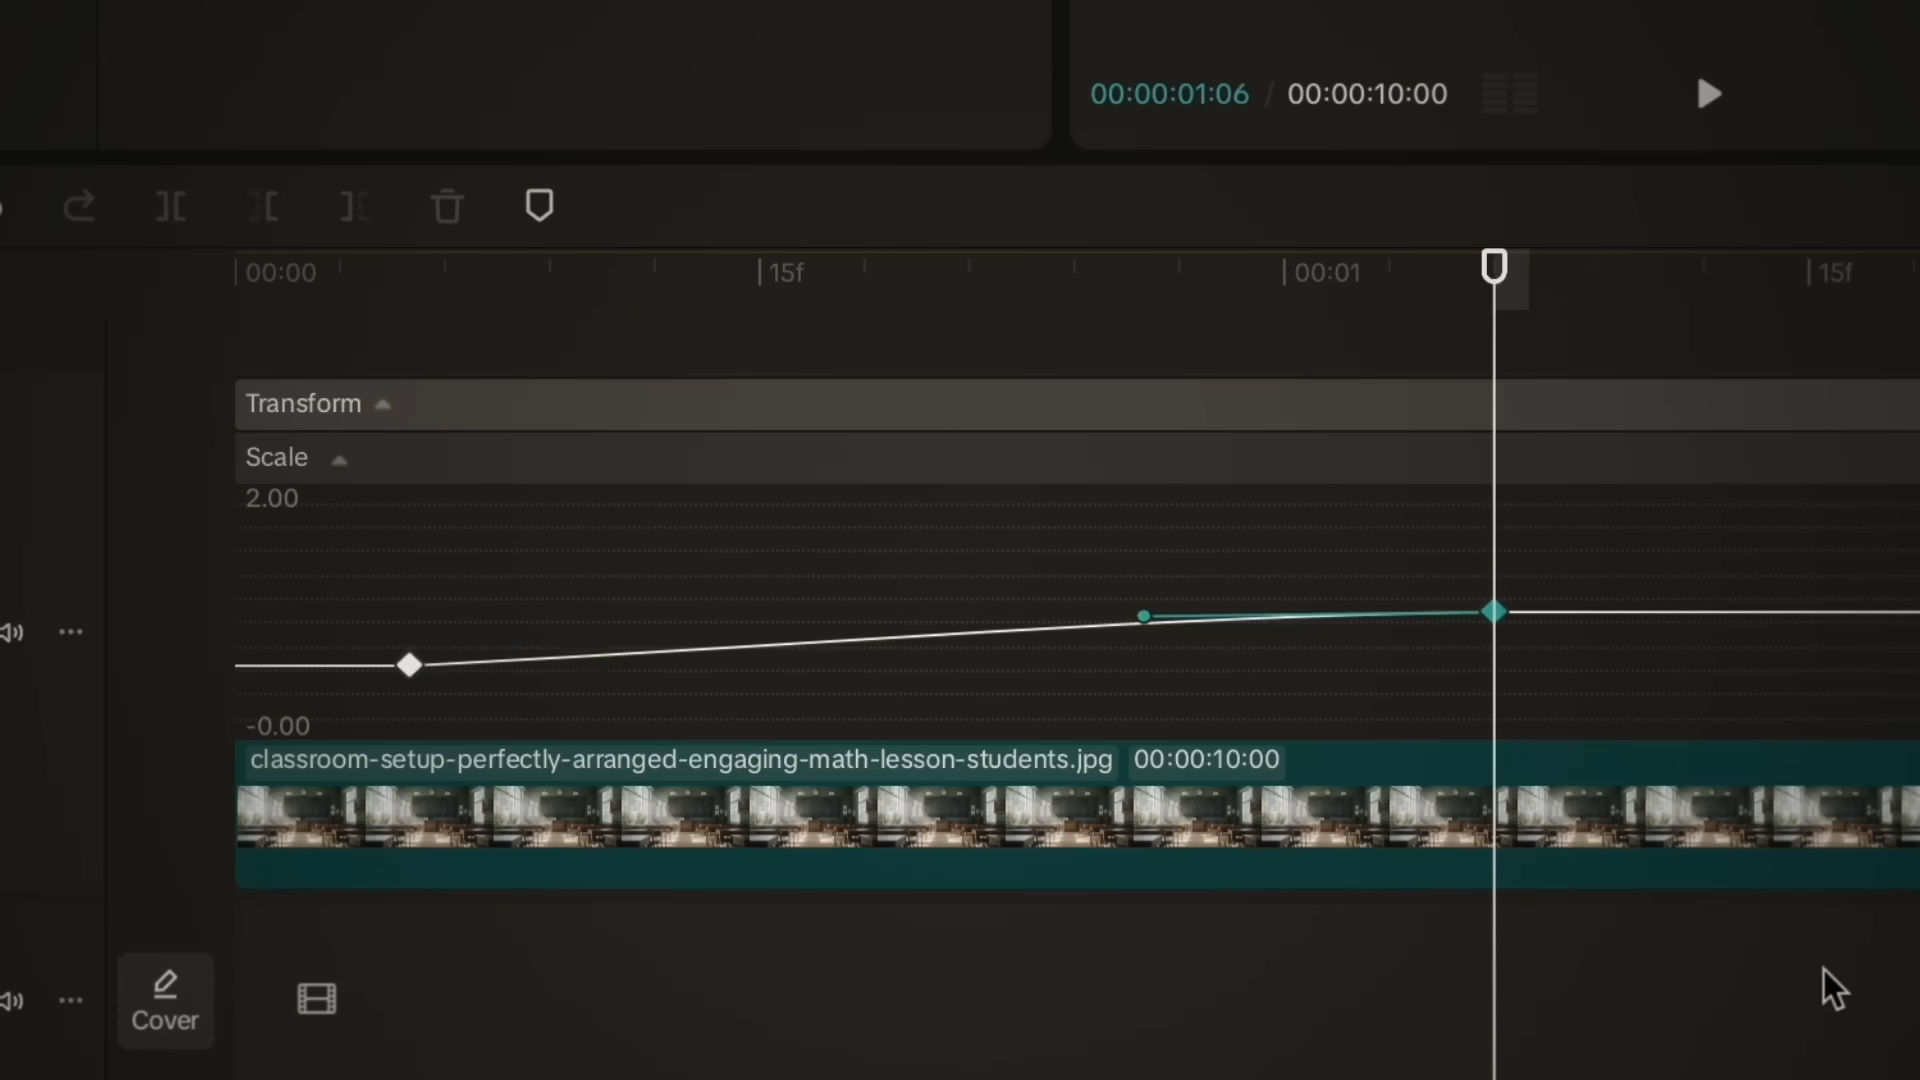 00:00:01:06 / 00:00:10:00
00:00 15f 00:01 15f
Transform
Scale
2.00
-0.00
classroom-setup-perfectly-arranged-engaging-math-lesson-students.jpg 00:00:10:00
Cover